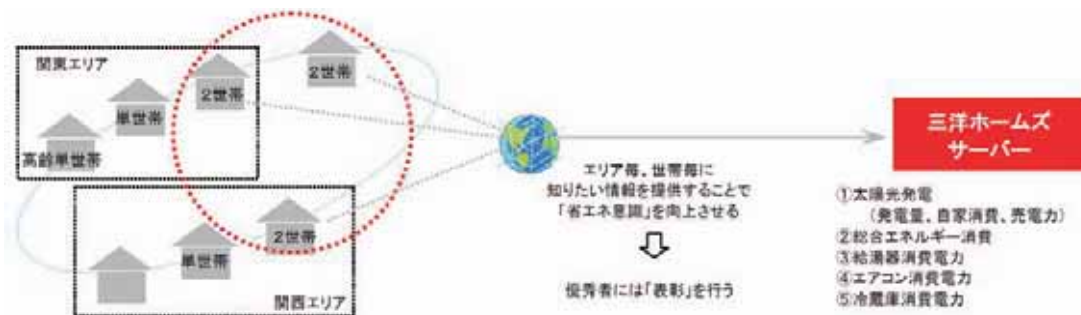 関東エリア
2世帯
2世帯
単世帯
高齢単世帯
2世帯
単世帯
関西エリア
エリア毎、世帯毎に
知りたい情報を提供することで
「省エネ意識」を向上させる
優秀者には「表彰」を行う
三洋ホームズ
サーバー
①太陽光発電
（発電量、自家消費、売電力）
②総合エネルギー消費
③給湯器消費電力
④エアコン消費電力
⑤冷蔵庫消費電力